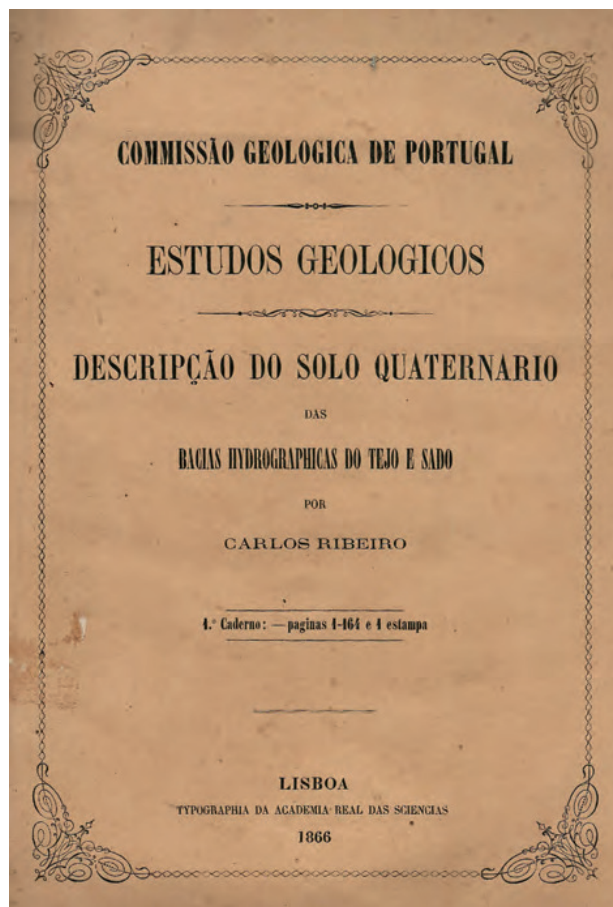 COMMISSÃO GEOLOGICA DE PORTUGAL
ESTUDOS GEOLOGICOS
DESCRIPÇÃO DO SOLO QUATERNARIO
DAS
BACIAS HYDROGRAPHICAS DO TEJO E SADO
POR
CARLOS RIBEIRO
1.º Caderno: — paginas 1-164 e 1 estampa
LISBOA
TYPOGRAPHIA DA ACADEMIA REAL DAS SCIENCIAS
1866